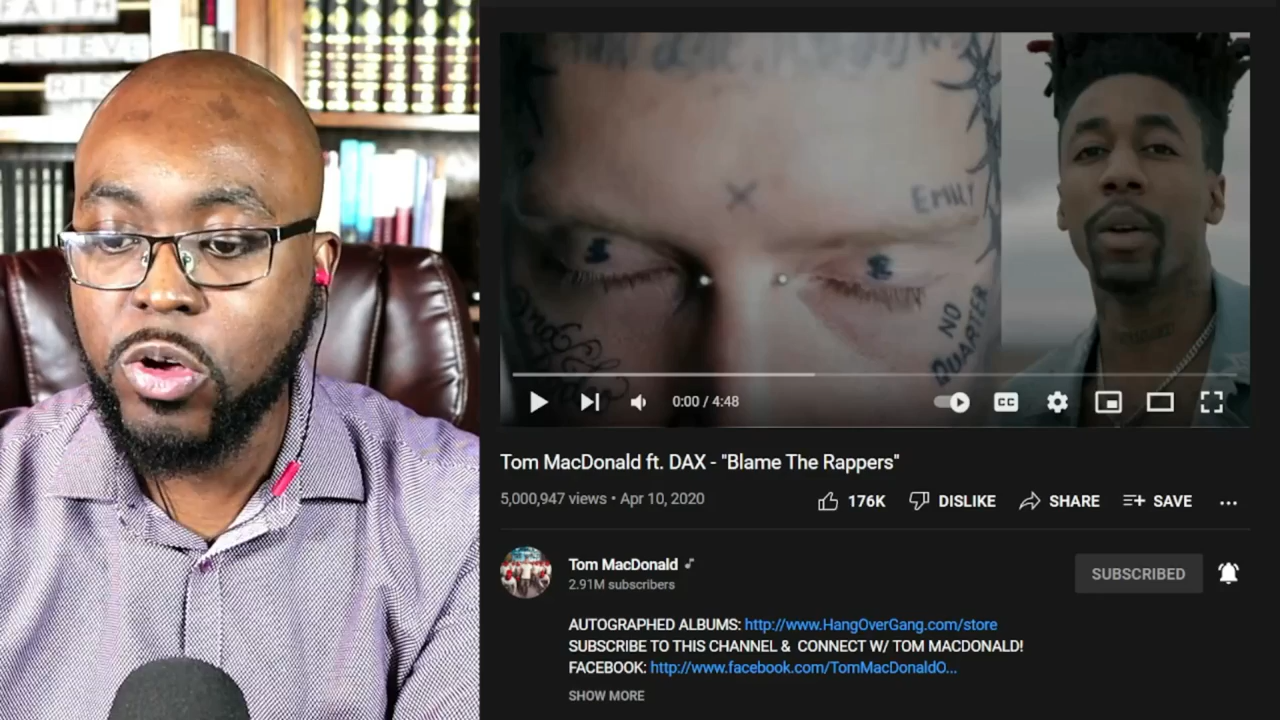 FAITH
BELIEVE
EMILY
NO
QUARTER
0:00 / 4:48
CC
Tom MacDonald ft. DAX - "Blame The Rappers"
5,000,947 views • Apr 10, 2020
176K
DISLIKE
SHARE
SAVE
Tom MacDonald
2.91M subscribers
SUBSCRIBED
AUTOGRAPHED ALBUMS: http://www.HangOverGang.com/store
SUBSCRIBE TO THIS CHANNEL & CONNECT W/ TOM MACDONALD!
FACEBOOK: http://www.facebook.com/TomMacDonaldO...
SHOW MORE